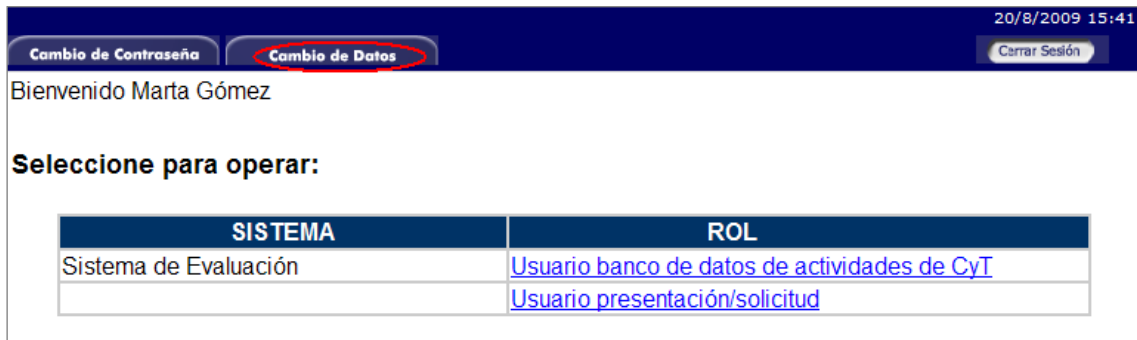 20/8/2009 15:41
Cambio de Contraseña Cambio de Datos Cerrar Sesión
Bienvenido Marta Gómez
Seleccione para operar:
SISTEMA ROL
Sistema de Evaluación Usuario banco de datos de actividades de CyT
Usuario presentación/solicitud